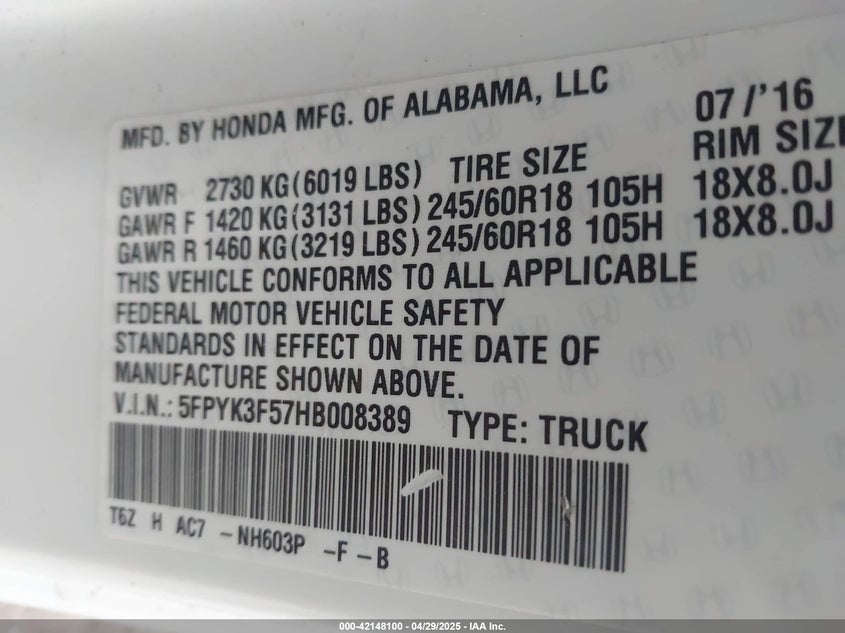 MFD. BY HONDA MFG. OF ALABAMA, LLC 07/'16
GVWR 2730 KG(6019 LBS) TIRE SIZE RIM SIZE
GAWR F 1420 KG(3131 LBS) 245/60R18 105H 18X8.0J
GAWR R 1460 KG(3219 LBS) 245/60R18 105H 18X8.0J
THIS VEHICLE CONFORMS TO ALL APPLICABLE
FEDERAL MOTOR VEHICLE SAFETY
STANDARDS IN EFFECT ON THE DATE OF
MANUFACTURE SHOWN ABOVE.
V.I.N.: 5FPYK3F57HB008389 TYPE: TRUCK
T6Z H AC7 -NH603P -F-B
000-42148100 - 04/29/2025 - IAA Inc.